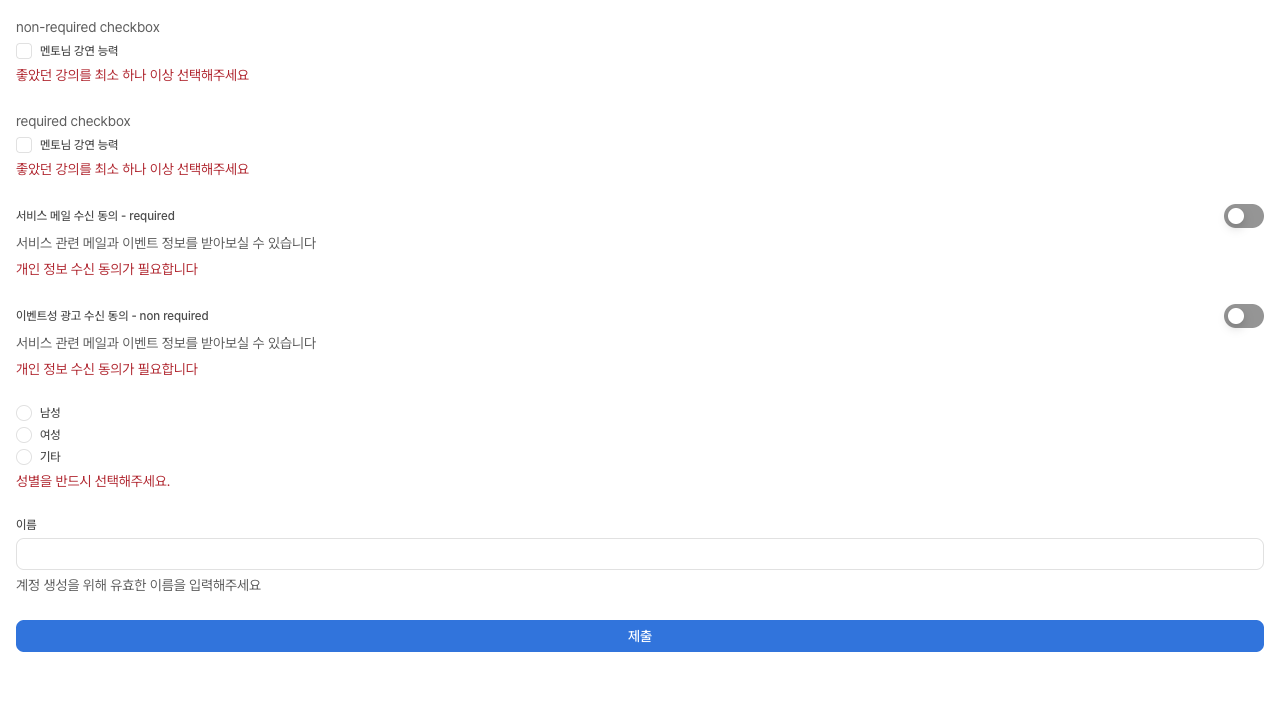 non-required checkbox
멘토님 강연 능력
좋았던 강의를 최소 하나 이상 선택해주세요
required checkbox
멘토님 강연 능력
좋았던 강의를 최소 하나 이상 선택해주세요
서비스 메일 수신 동의 - required
서비스 관련 메일과 이벤트 정보를 받아보실 수 있습니다
개인 정보 수신 동의가 필요합니다
이벤트성 광고 수신 동의 - non required
서비스 관련 메일과 이벤트 정보를 받아보실 수 있습니다
개인 정보 수신 동의가 필요합니다
남성
여성
기타
성별을 반드시 선택해주세요.
이름
계정 생성을 위해 유효한 이름을 입력해주세요
제출